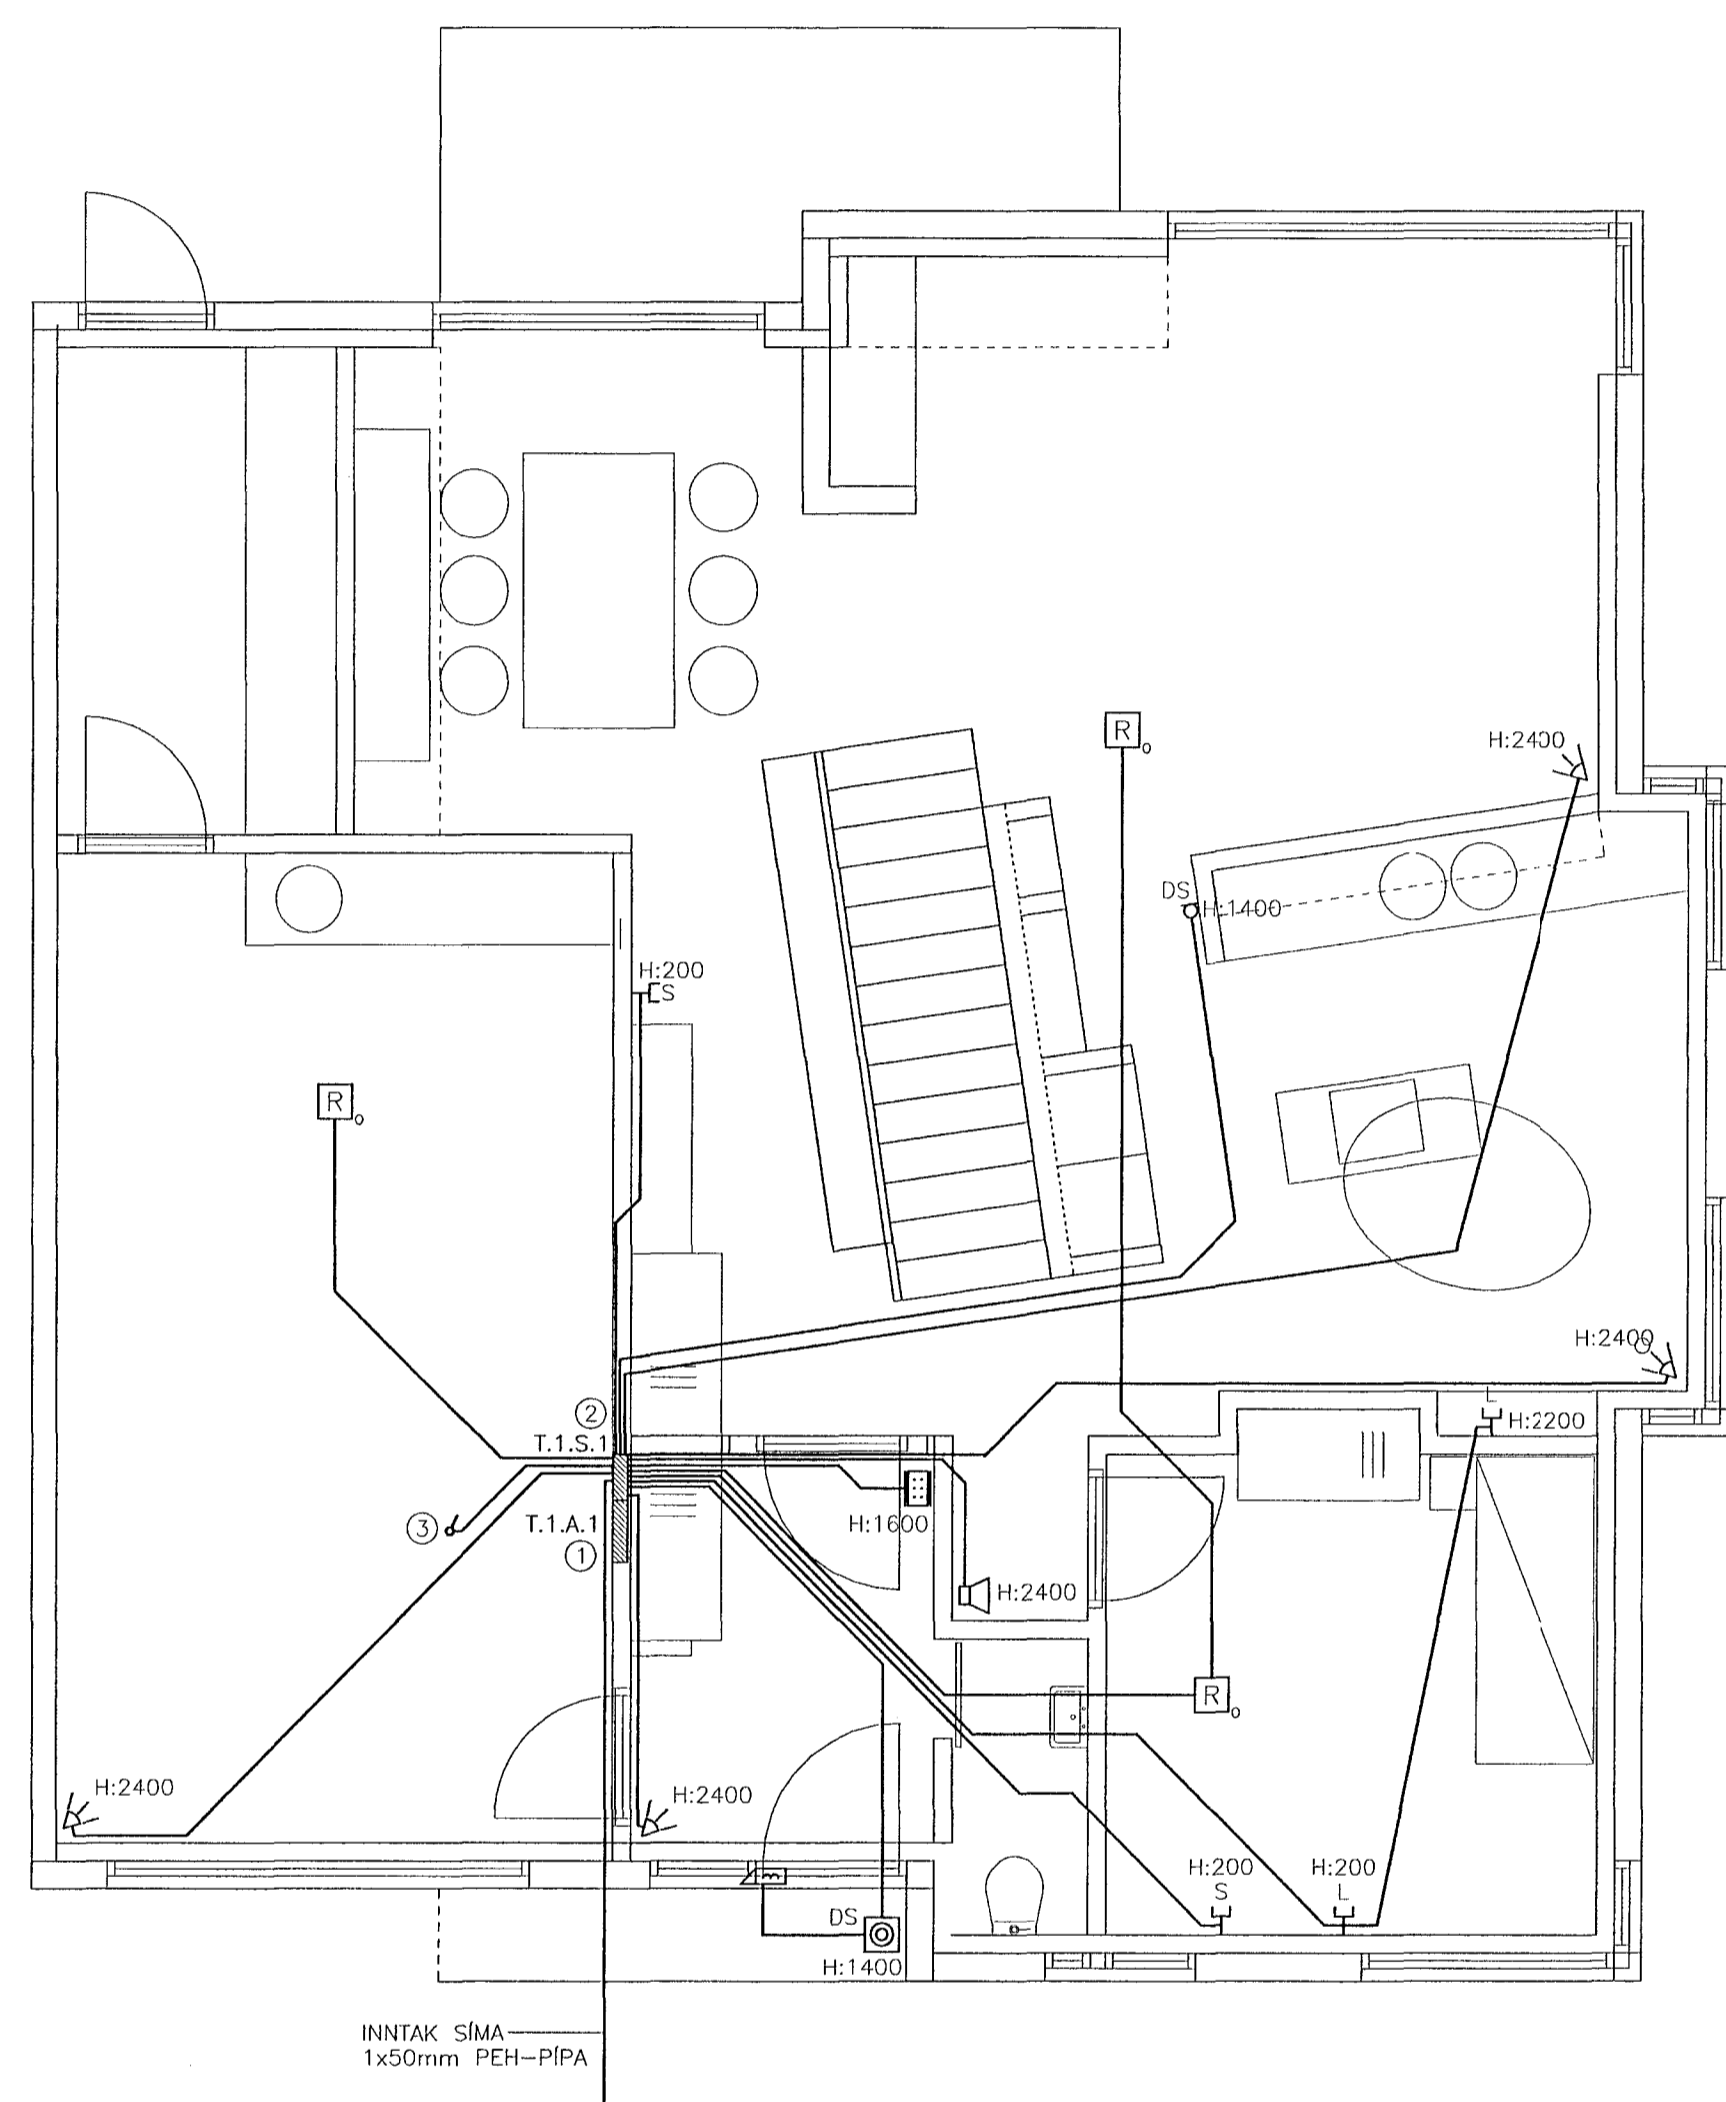 R o
H:2400
DS
H:1400
H:200
S
R o
H:2400
2
T.1.S.1
L
H:2200
3
T.1.A.1
1
H:1600
H:2400
R o
H:2400
H:2400
H:200
S
H:200
L
DS
H:1400
INNTAK SÍMA
1x50mm PEH-PÍPA